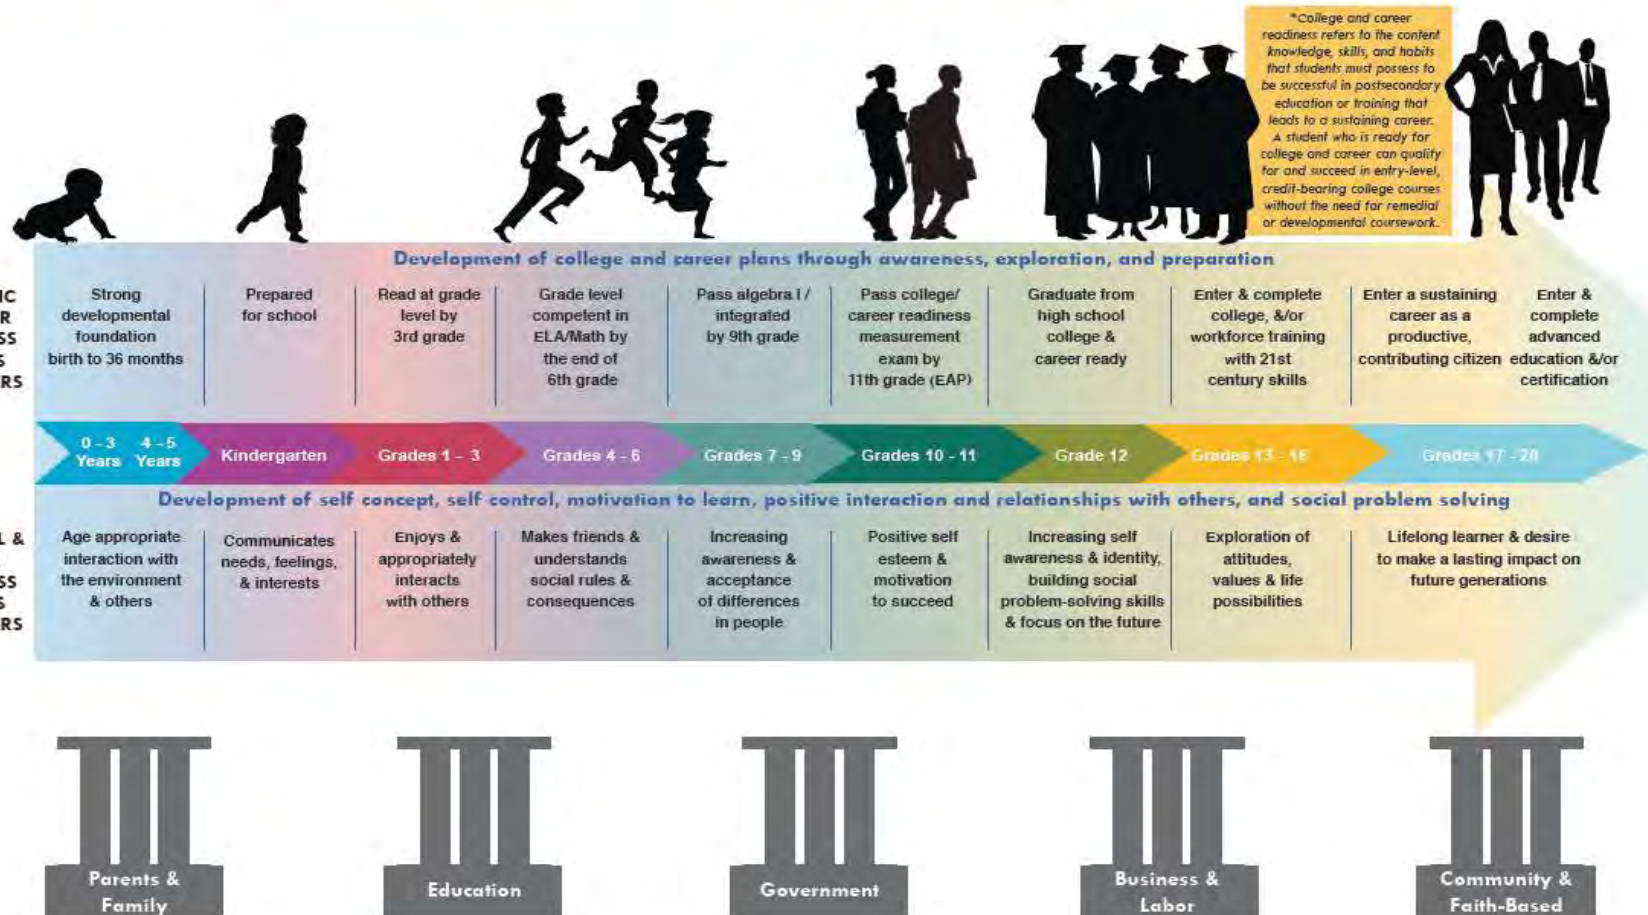 *College and career
readiness refers to the content
knowledge, skills, and habits
that students must possess to
be successful in postsecondary
education or training that
leads to a sustaining career.
A student who is ready for
college and career can qualify
for and succeed in entry-level,
credit-bearing college courses
without the need for remedial
or developmental coursework.
Development of college and career plans through awareness, exploration, and preparation
IC
R
SS
S
RS
Strong
developmental
foundation
birth to 36 months
Prepared
for school
Read at grade
level by
3rd grade
Grade level
competent in
ELA/Math by
the end of
6th grade
Pass algebra I /
integrated
by 9th grade
Pass college/
career readiness
measurement
exam by
11th grade (EAP)
Graduate from
high school
college &
career ready
Enter & complete
college, &/or
workforce training
with 21st
century skills
Enter a sustaining
career as a
productive,
contributing citizen
Enter &
complete
advanced
education &/or
certification
0 - 3
Years
4 - 5
Years
Kindergarten
Grades 1 - 3
Grades 4 - 6
Grades 7 - 9
Grades 10 - 11
Grade 12
Grades 13 - 16
Grades 17 - 20
Development of self concept, self control, motivation to learn, positive interaction and relationships with others, and social problem solving
L &
SS
S
RS
Age appropriate
interaction with
the environment
& others
Communicates
needs, feelings,
& interests
Enjoys &
appropriately
interacts
with others
Makes friends &
understands
social rules &
consequences
Increasing
awareness &
acceptance
of differences
in people
Positive self
esteem &
motivation
to succeed
Increasing self
awareness & identity,
building social
problem-solving skills
& focus on the future
Exploration of
attitudes,
values & life
possibilities
Lifelong learner & desire
to make a lasting impact on
future generations
Parents &
Family
Education
Government
Business &
Labor
Community &
Faith-Based